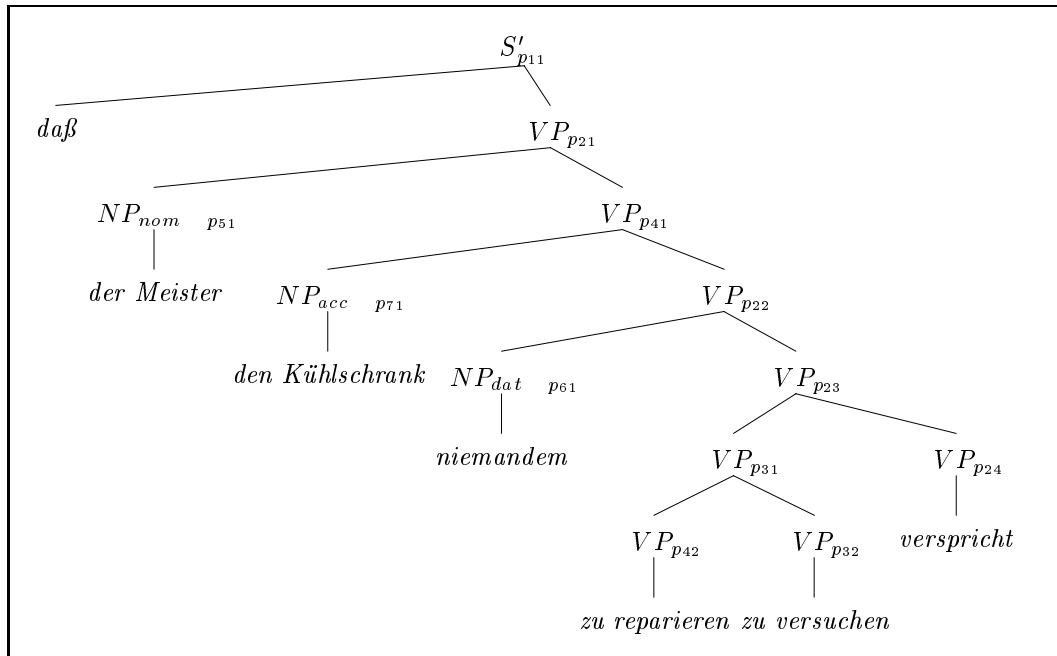 S′p11
daß VPp21
NPnom p51 VPp41
der Meister NPacc p71 VPp22
den Kühlschrank NPdat p61 VPp23
niemandem VPp31 VPp24
VPp42 VPp32 verspricht
zu reparieren zu versuchen